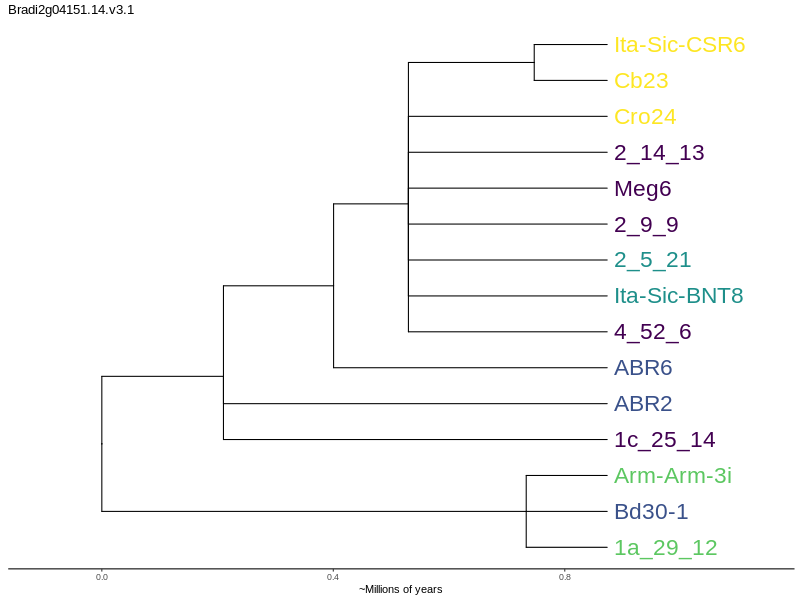 Bradi2g04151.14.v3.1
Ita-Sic-CSR6
Cb23
Cro24
2_14_13
Meg6
2_9_9
2_5_21
Ita-Sic-BNT8
4_52_6
ABR6
ABR2
1c_25_14
Arm-Arm-3i
Bd30-1
1a_29_12
0.0 0.4 0.8
~Millions of years